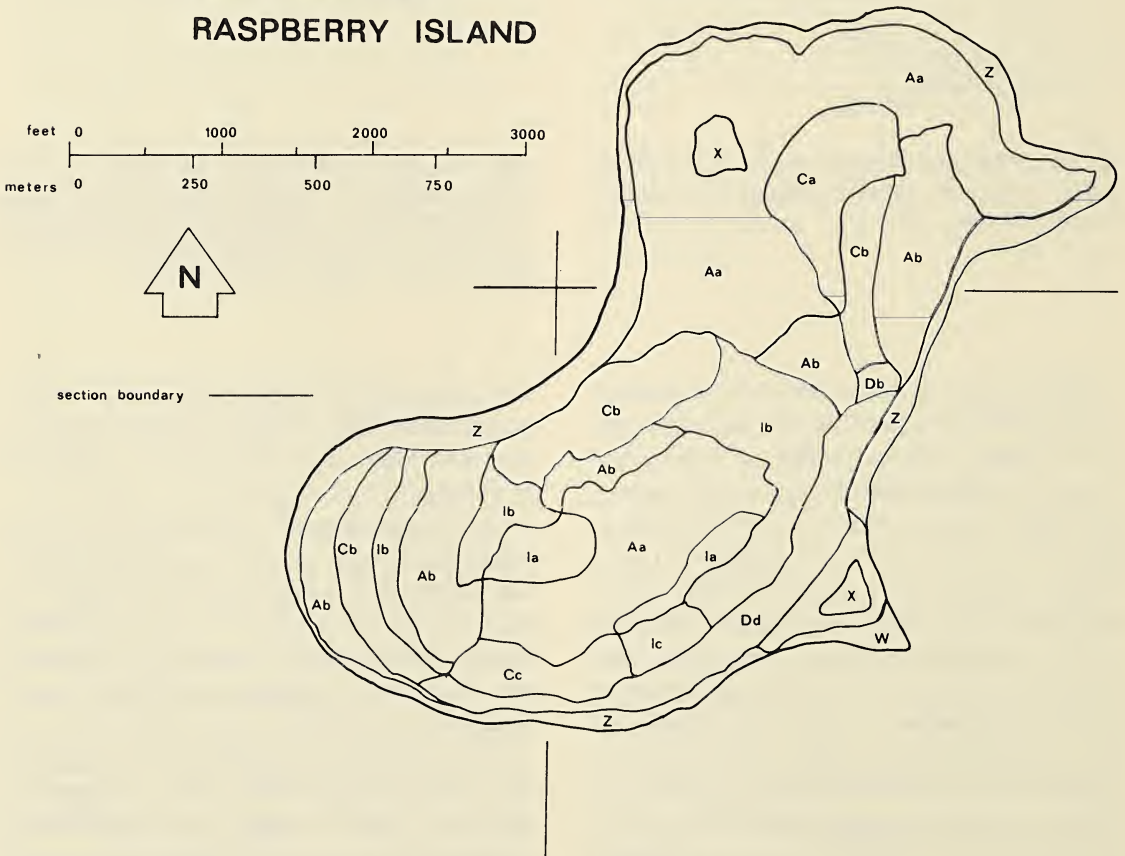 RASPBERRY ISLAND
feet 0 1000 2000 3000
meters 0 250 500 750
N
section boundary
Z
Aa
X
Ca
Cb
Ab
Aa
Ab
Db
Z
Cb
Ib
Z
Ab
Ib
Cb
Ib
Ia
Aa
Ia
Ab
Ab
X
Dd
W
Ic
Cc
Z